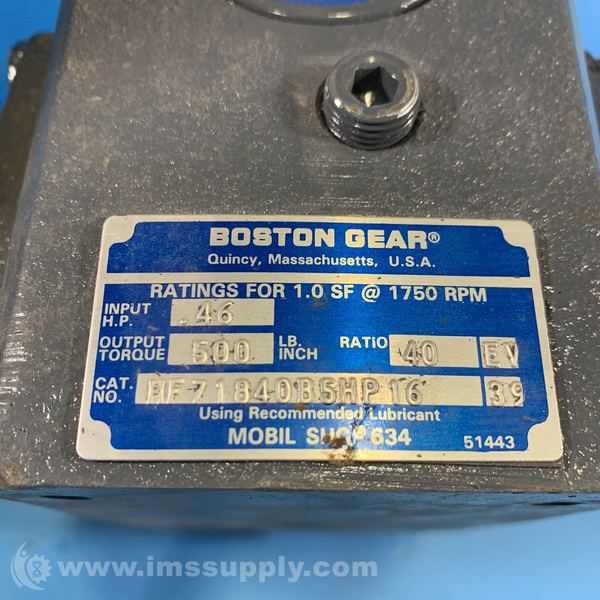 BOSTON GEAR®
Quincy, Massachusetts, U.S.A.
RATINGS FOR 1.0 SF @ 1750 RPM
INPUT H.P. .46
OUTPUT TORQUE 500 LB. INCH RATIO 40 EV
CAT. NO. 71840B5HP16 39
Using Recommended Lubricant
MOBIL 634 51443
www.imssupply.com